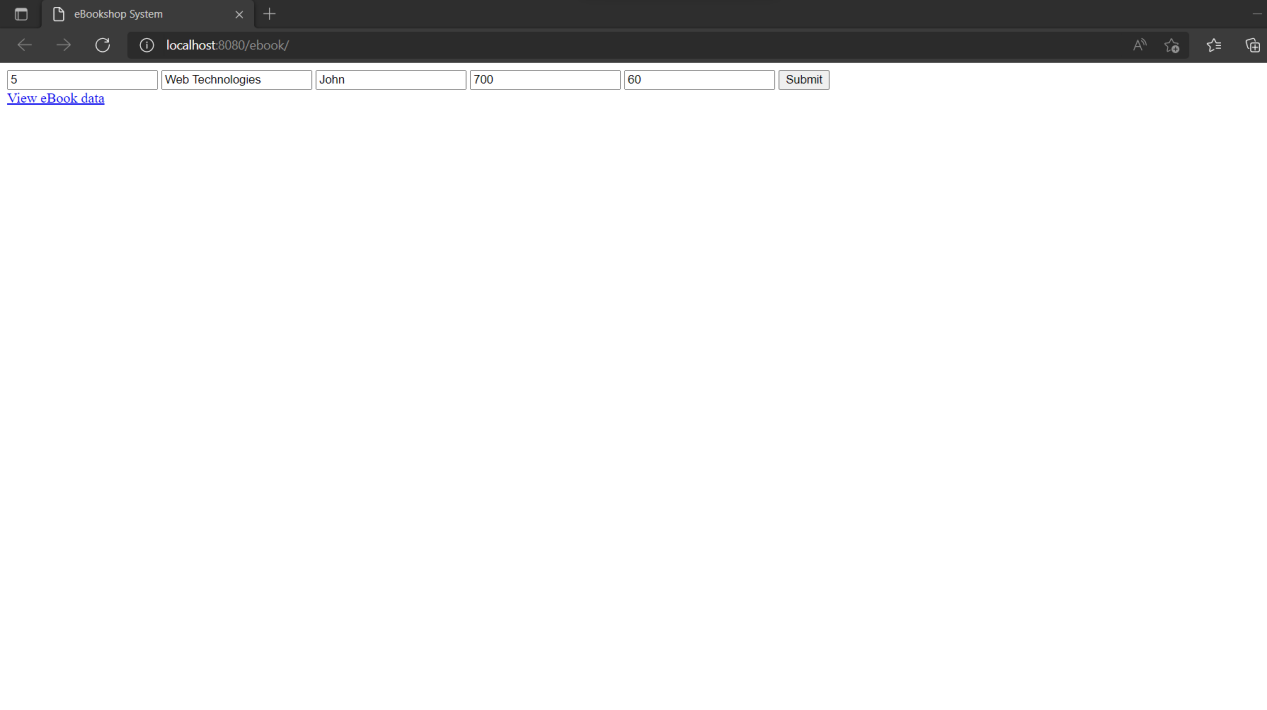 eBookshop System
localhost:8080/ebook/
5 Web Technologies John 700 60 Submit
View eBook data